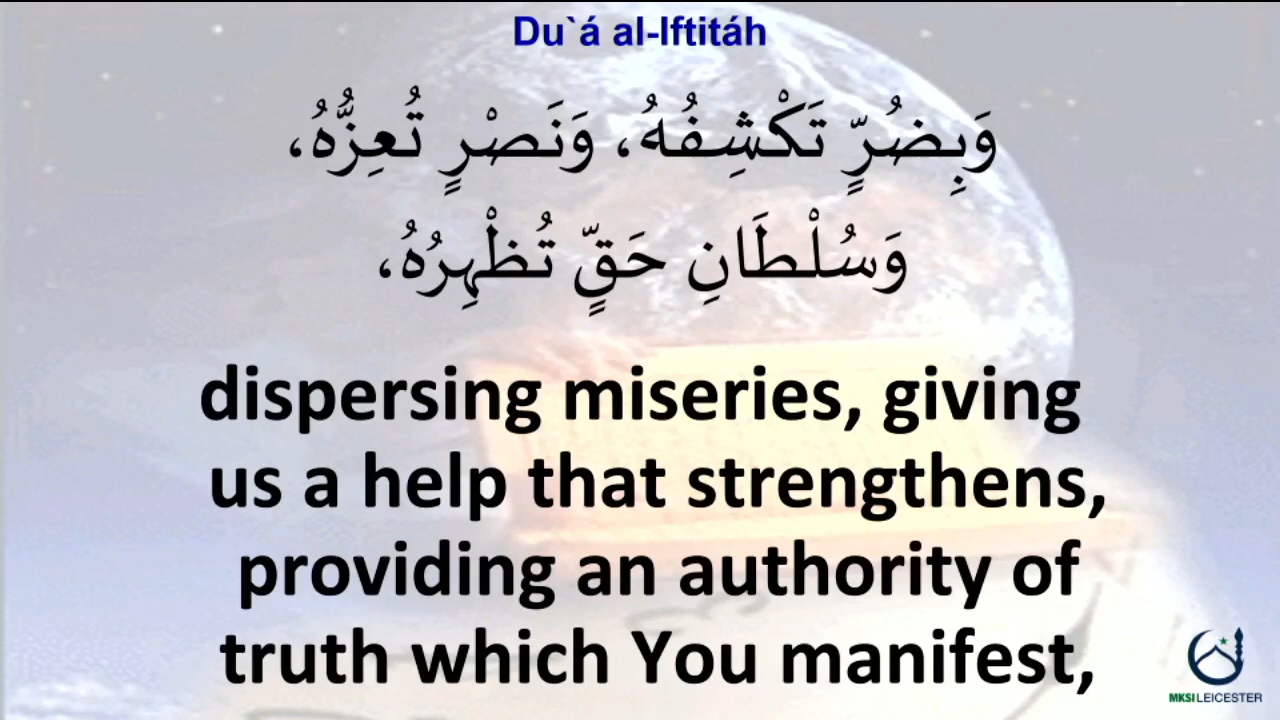 Du`á al-Iftitáh
وَبِضُرٍّ تَكْشِفُهُ، وَنَصْرٍ تُعِزُّهُ،
وَسُلْطَانِ حَقٍّ تُظْهِرُهُ،
dispersing miseries, giving
us a help that strengthens,
providing an authority of
truth which You manifest,
MKSI LEICESTER